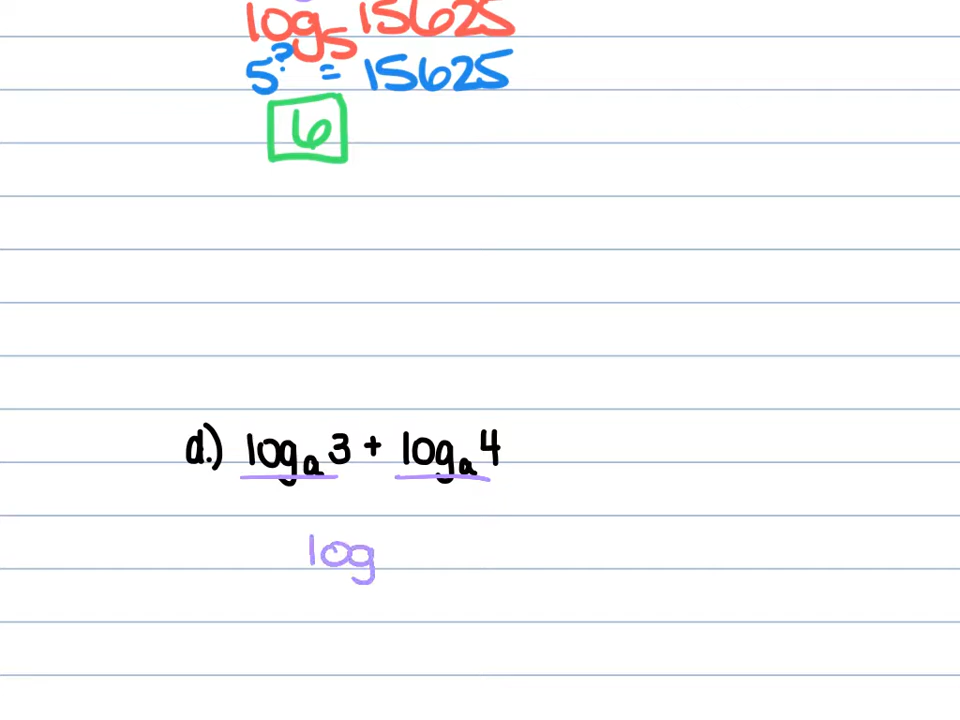 log₅ 15625
5^? = 15625
6
d.) logₐ 3 + logₐ 4
log